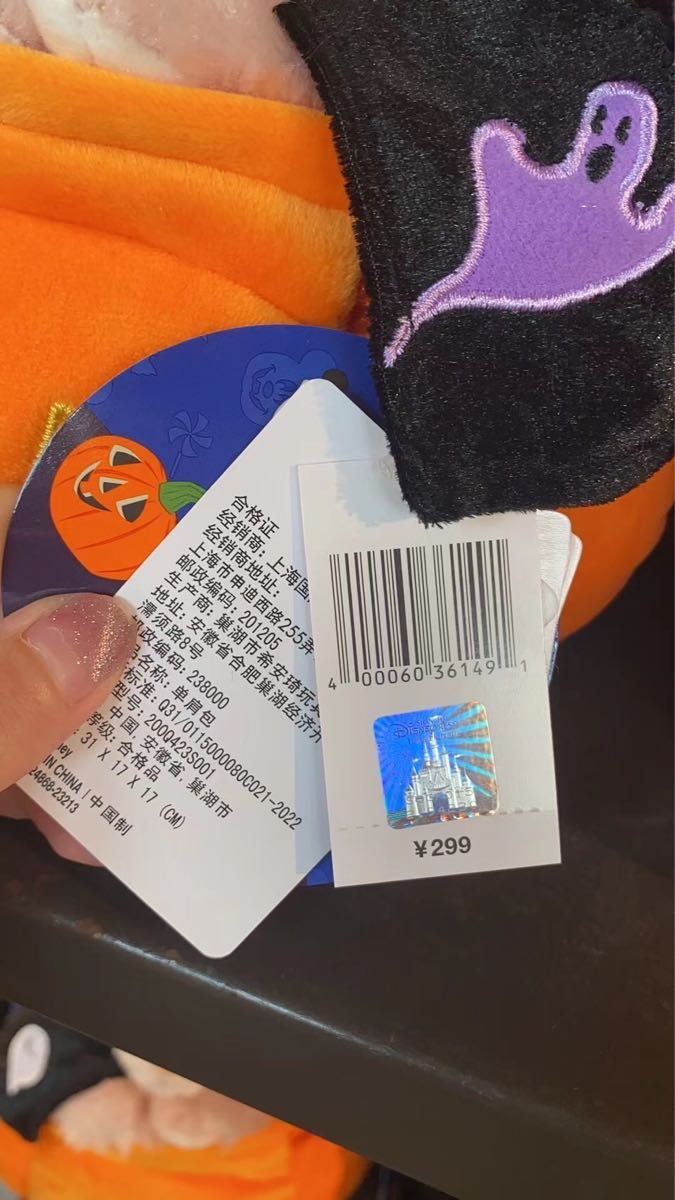 合格证
经销商: 上海国
经销商地址:
上海市申迪西路255弄
邮政编码: 201205
生产商: 巢湖市希安琦玩具
地址: 安徽省合肥巢湖经济开
濡须路8号
邮政编码: 238000
名称: 单肩包
标准: Q31/0115000080C021-2022
型号: 2000423S001
中国, 安徽省 巢湖市
等级: 合格品
: 31 X 17 X 17 (CM)
IN CHINA / 中国制
24868-23213
4 00060 36149 1
DISNEY
¥299